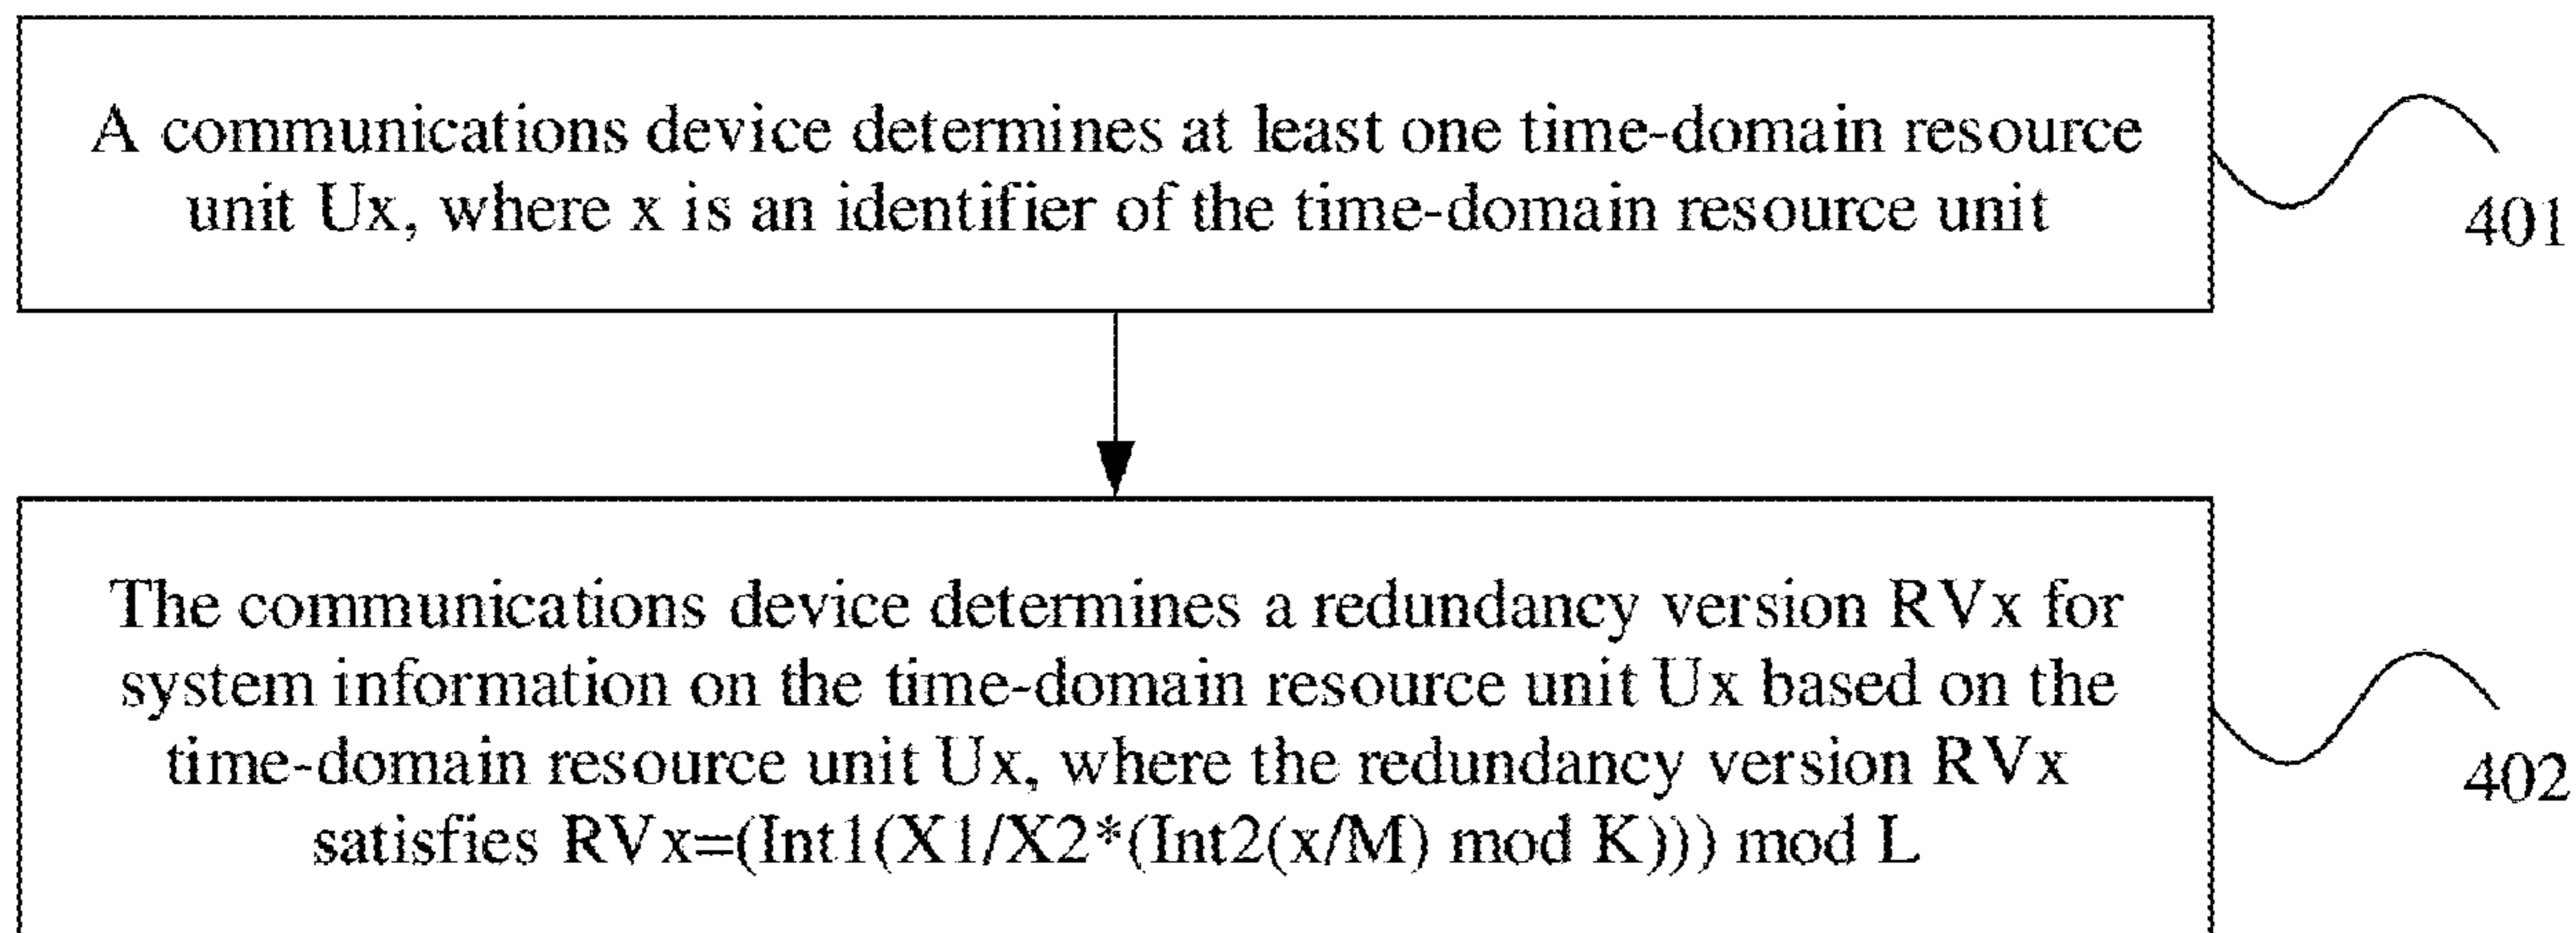 A communications device determines at least one time-domain resource
unit Ux, where x is an identifier of the time-domain resource unit
401
The communications device determines a redundancy version RVx for
system information on the time-domain resource unit Ux based on the
time-domain resource unit Ux, where the redundancy version RVx
satisfies RVx=(Int1(X1/X2*(Int2(x/M) mod K))) mod L
402